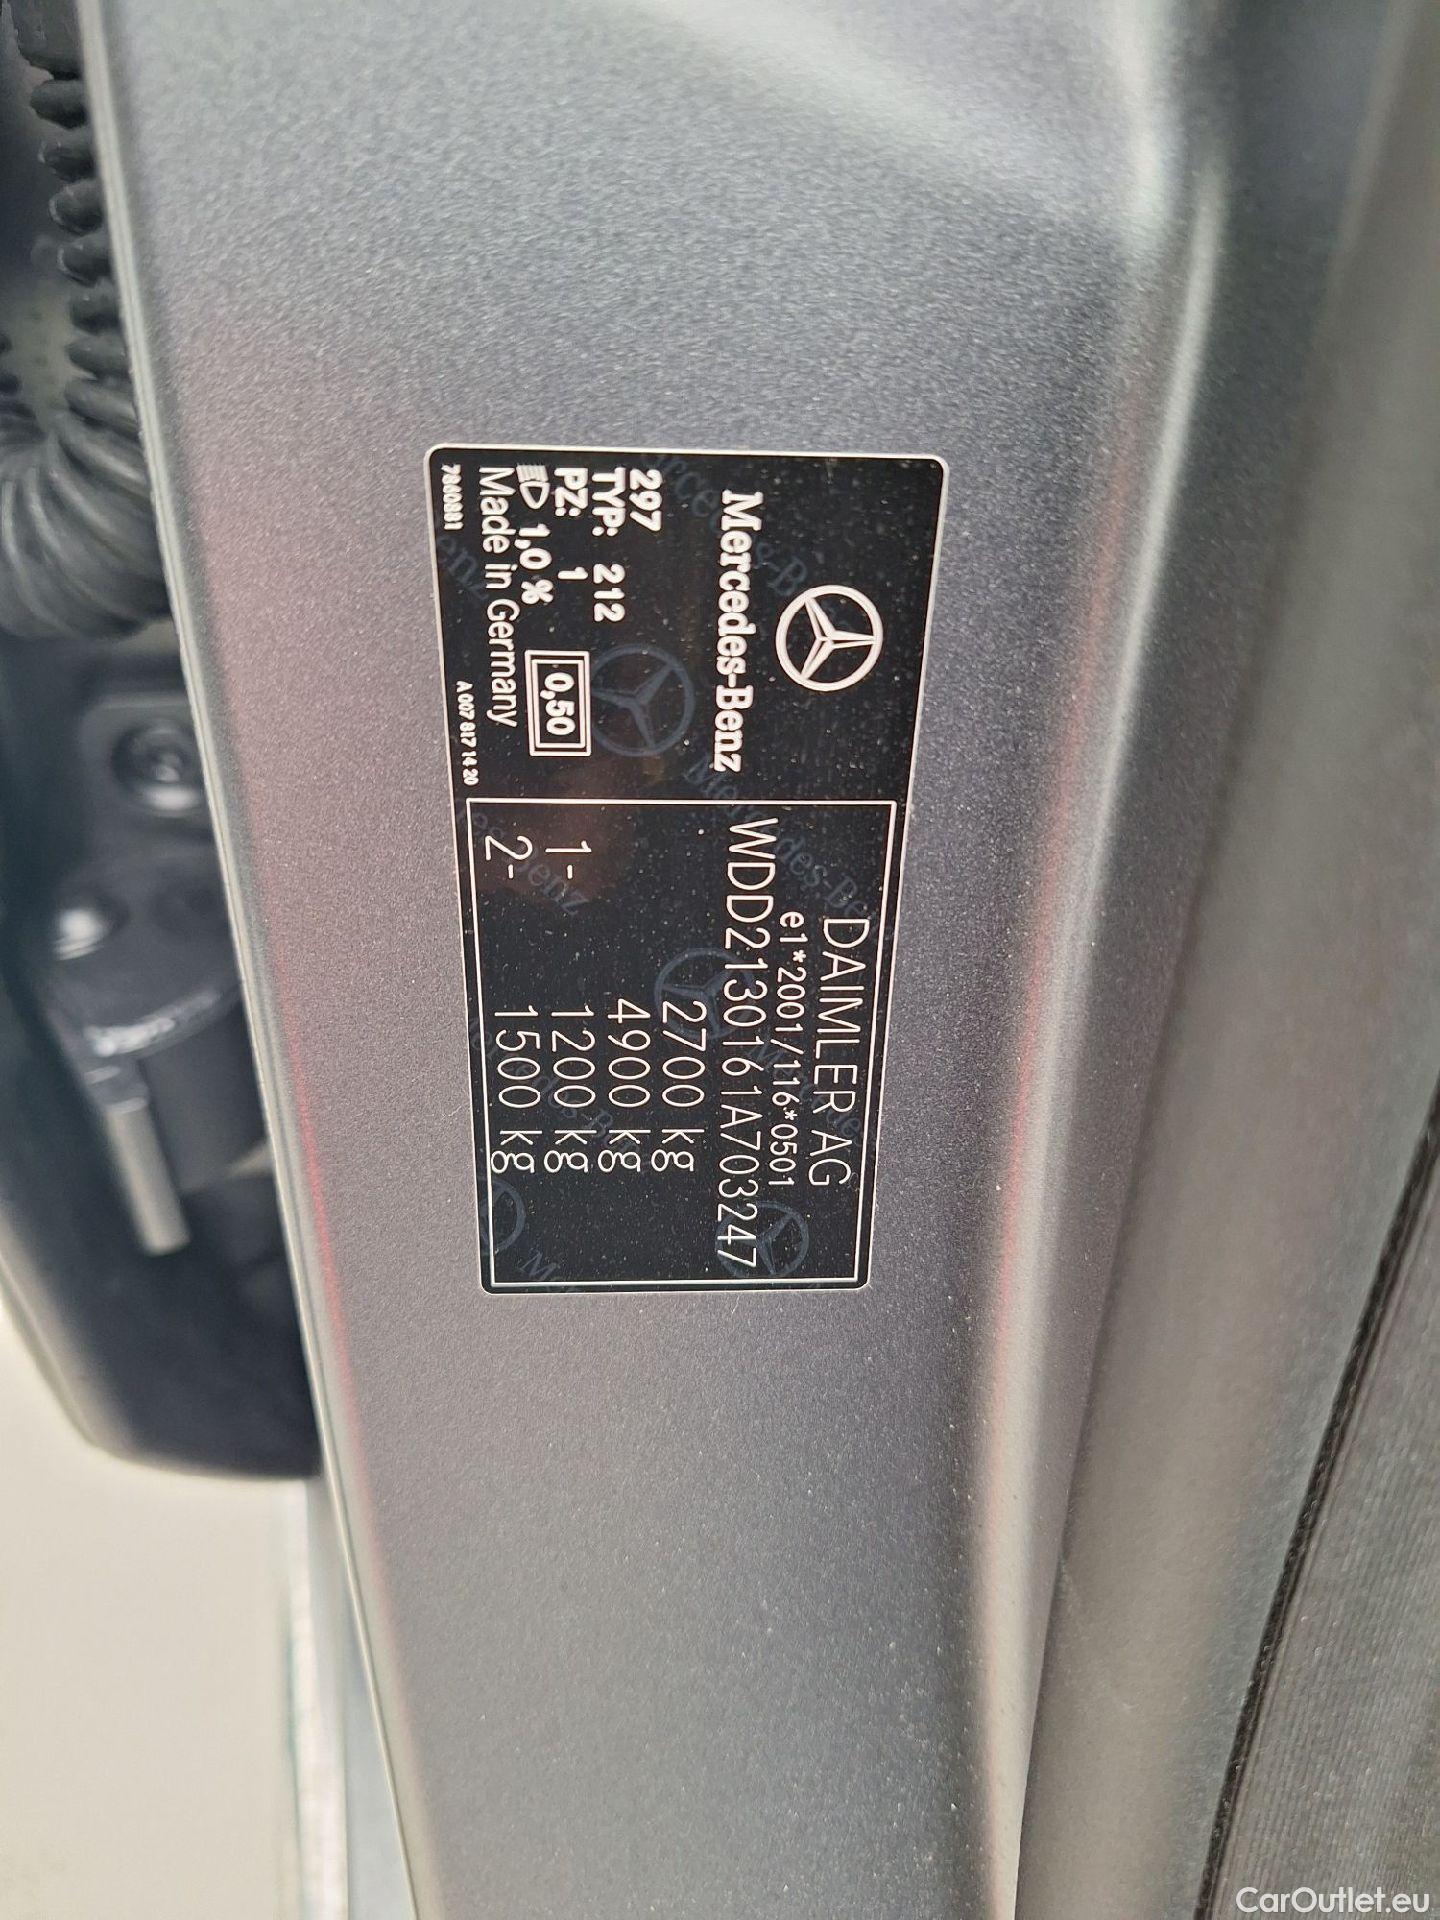 Mercedes-Benz
297
TYP: 212
PZ: 1
1,0 %
0,50
Made in Germany
7860801
A 007 817 14 20
DAIMLER AG
e1*2001/116*0501
WDD2130161A703247
2700 kg
4900 kg
1- 1200 kg
2- 1500 kg
CarOutlet.eu